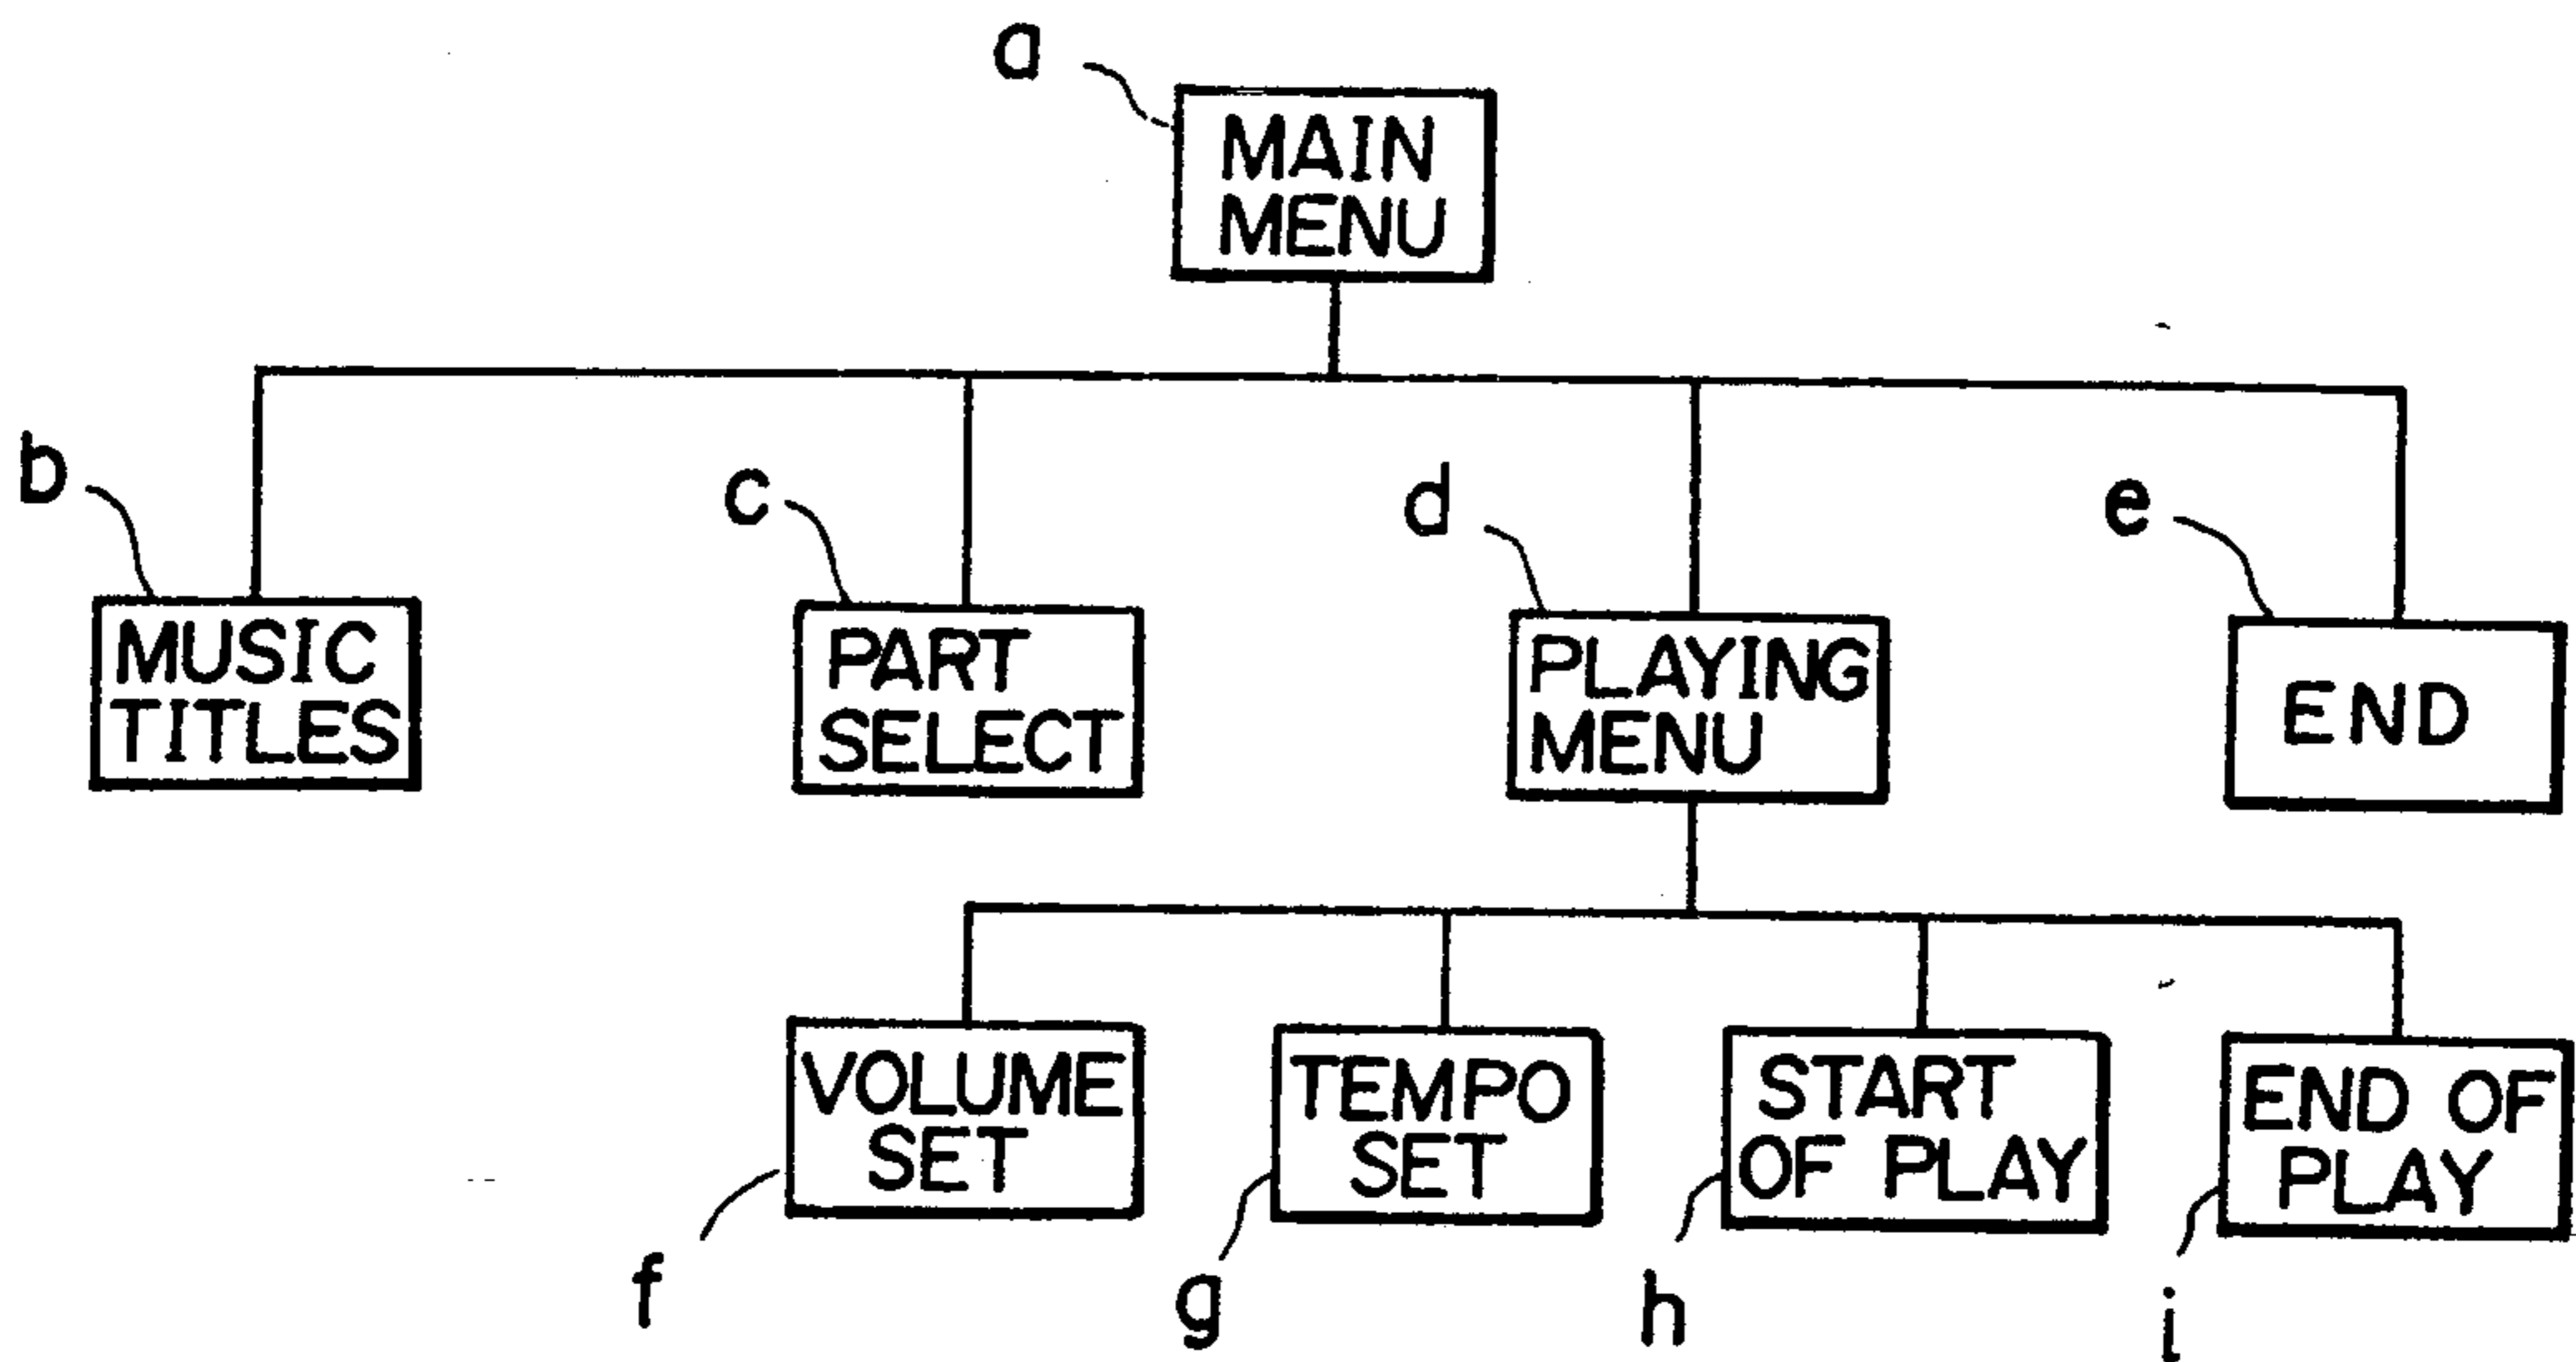 a
MAIN
MENU
b
c
d
e
MUSIC
TITLES
PART
SELECT
PLAYING
MENU
END
VOLUME
SET
TEMPO
SET
START
OF PLAY
END OF
PLAY
f
g
h
i